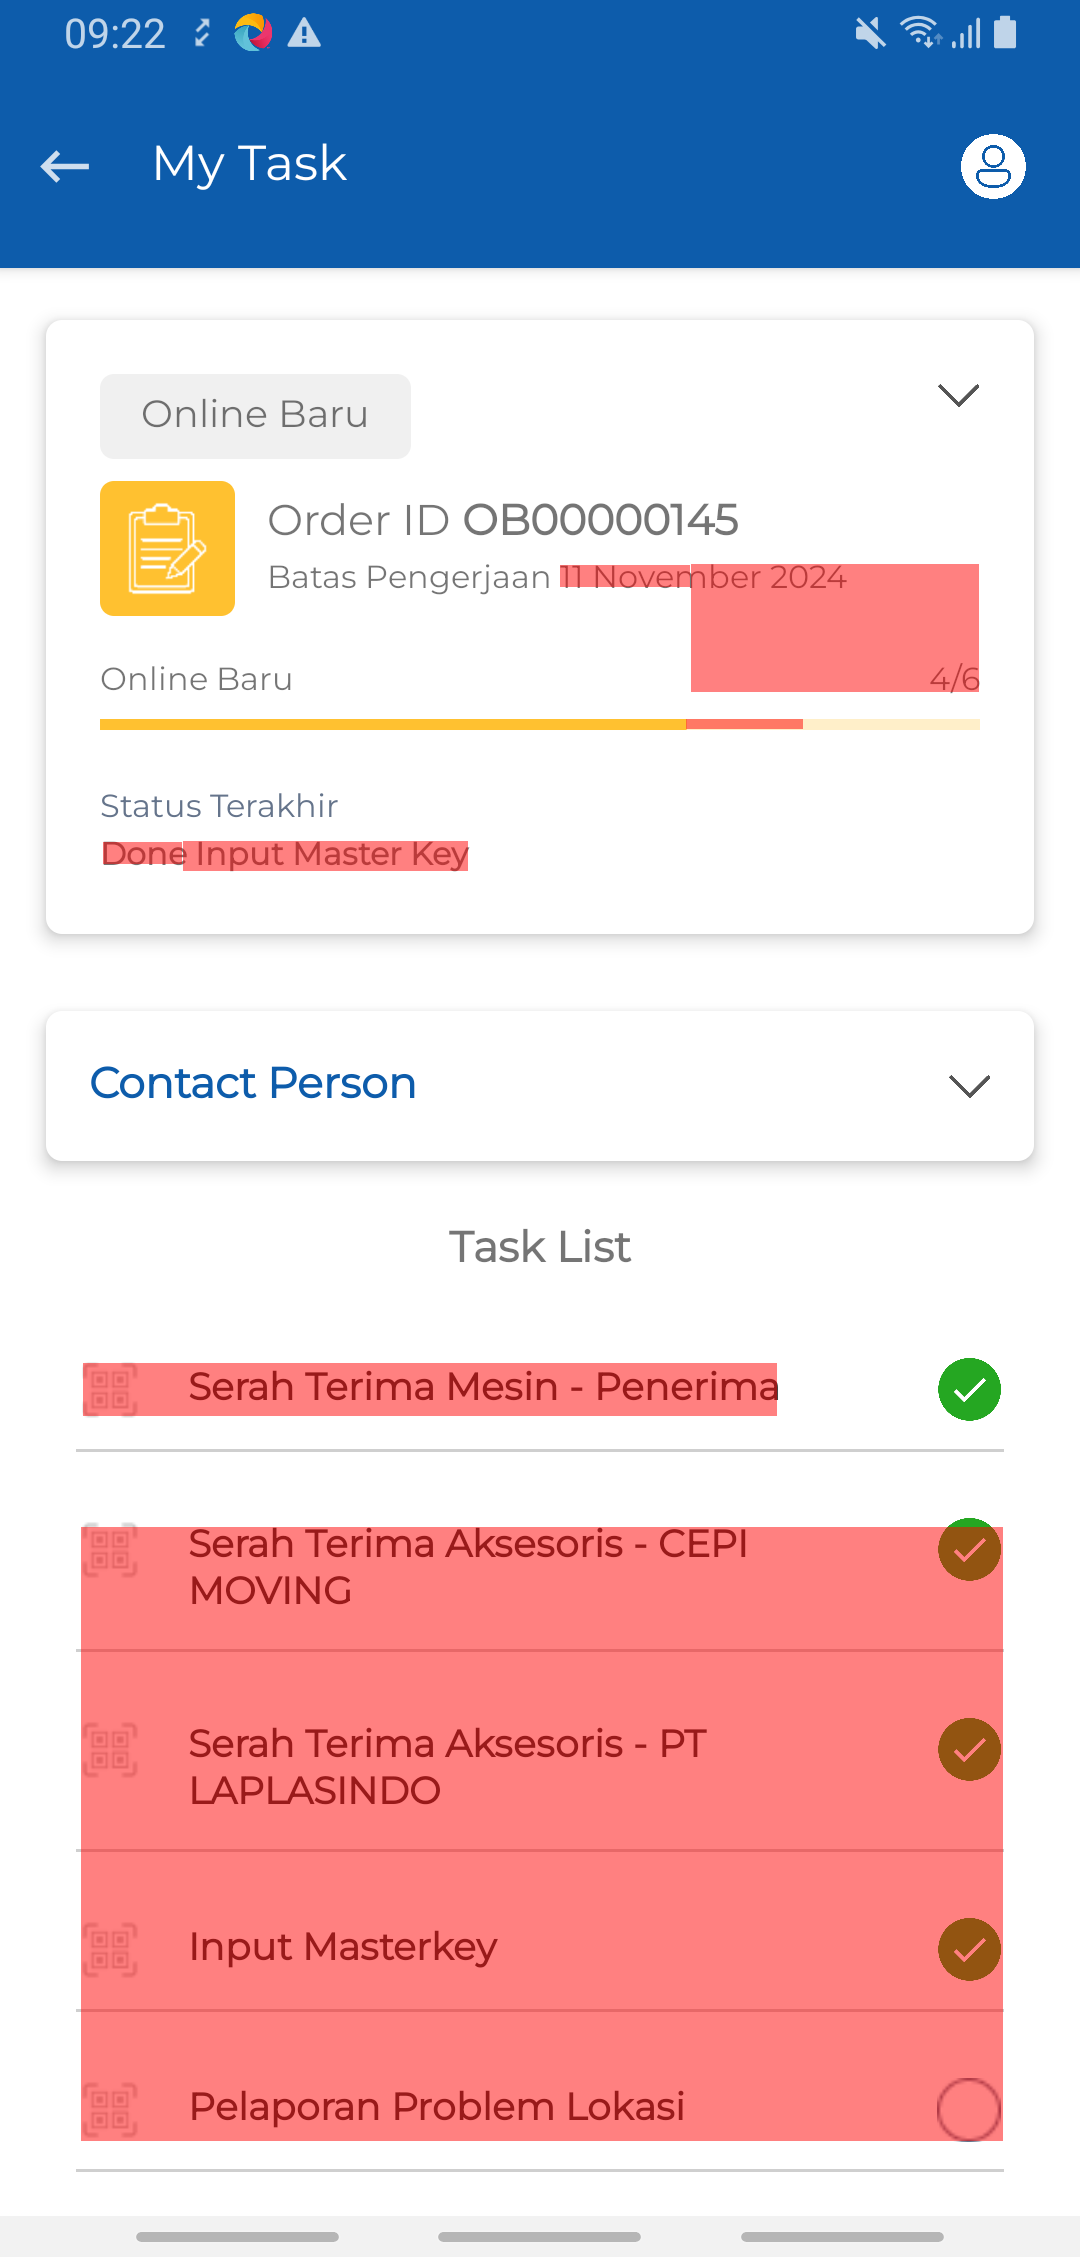 09:22
My Task
Online Baru
Order ID OB00000145
Batas Pengerjaan 11 November 2024
Online Baru
4/6
Status Terakhir
Done Input Master Key
Contact Person
Task List
Serah Terima Mesin - Penerima
Serah Terima Aksesoris - CEPI
MOVING
Serah Terima Aksesoris - PT
LAPLASINDO
Input Masterkey
Pelaporan Problem Lokasi